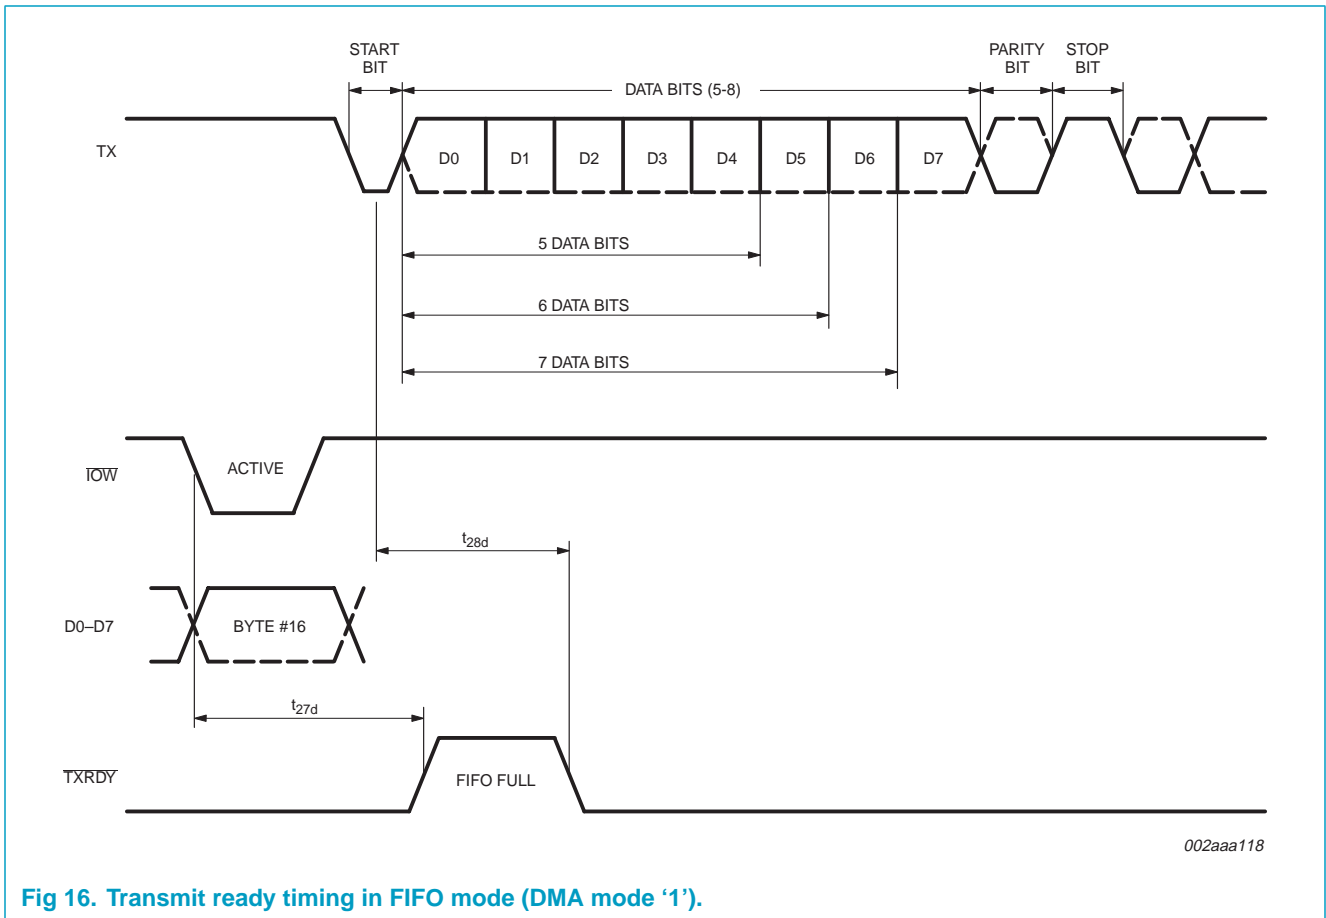 START
BIT
DATA BITS (5-8)
PARITY
BIT
STOP
BIT
TX
D0
D1
D2
D3
D4
D5
D6
D7
5 DATA BITS
6 DATA BITS
7 DATA BITS
IOW
ACTIVE
t28d
D0–D7
BYTE #16
t27d
TXRDY
FIFO FULL
002aaa118
Fig 16. Transmit ready timing in FIFO mode (DMA mode ‘1’).